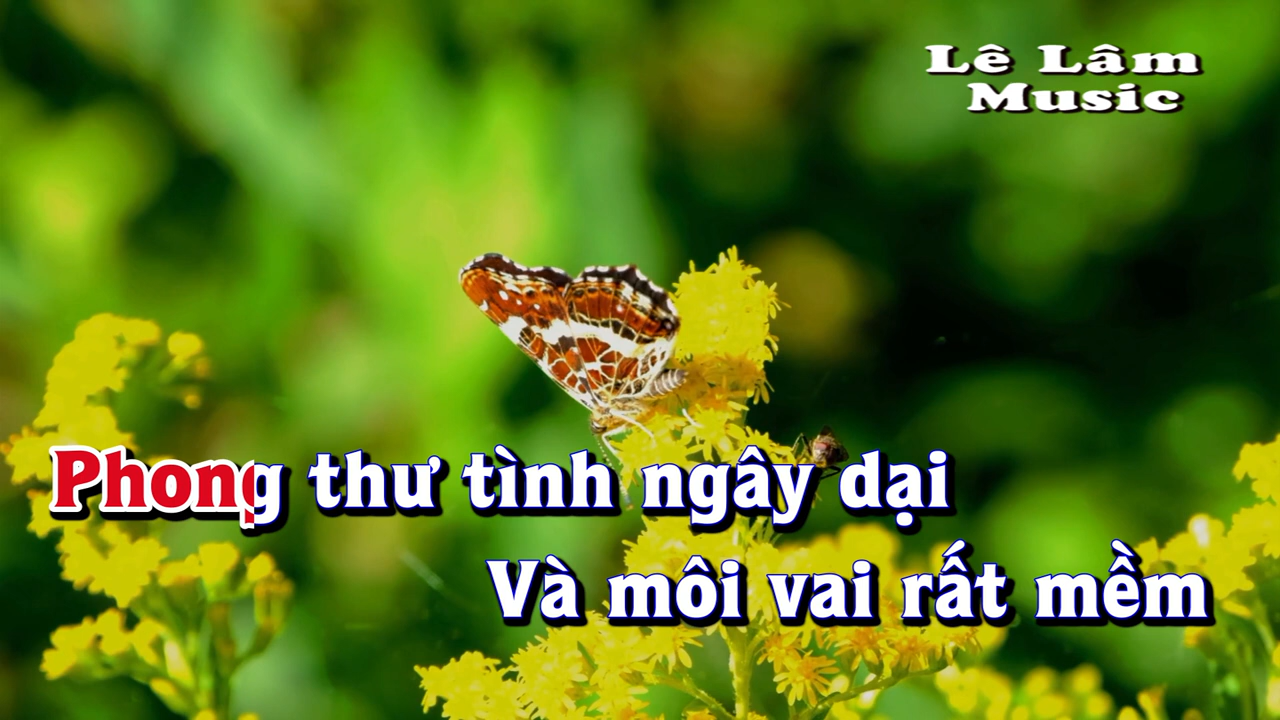 Lê Lâm
Music
Phong thư tình ngây dại
Và môi vai rất mềm